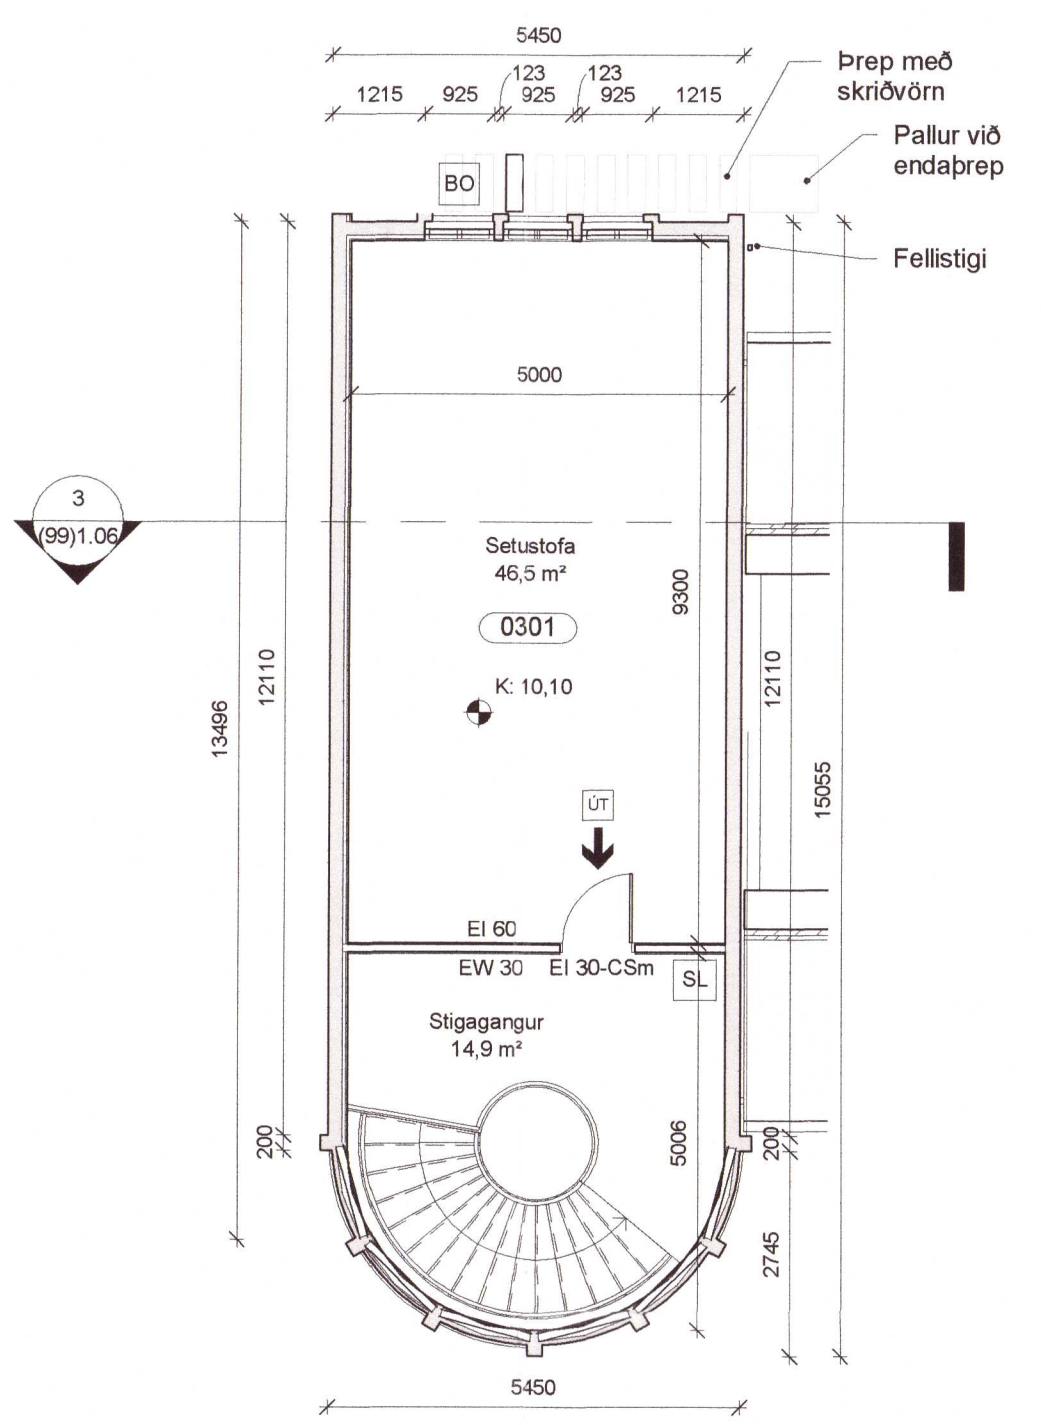 5450
123
123
1215
925
925
925
1215
Þrep með
skriðvörn
Pallur við
endaþrep
BO
Fellistigi
5000
3
(99)1.06
Setustofa
46,5 m²
9300
0301
K: 10,10
12110
12110
13496
15055
ÚT
EI 60
EW 30
EI 30-CSm
SL
Stigagangur
14,9 m²
200
5006
200
2745
5450